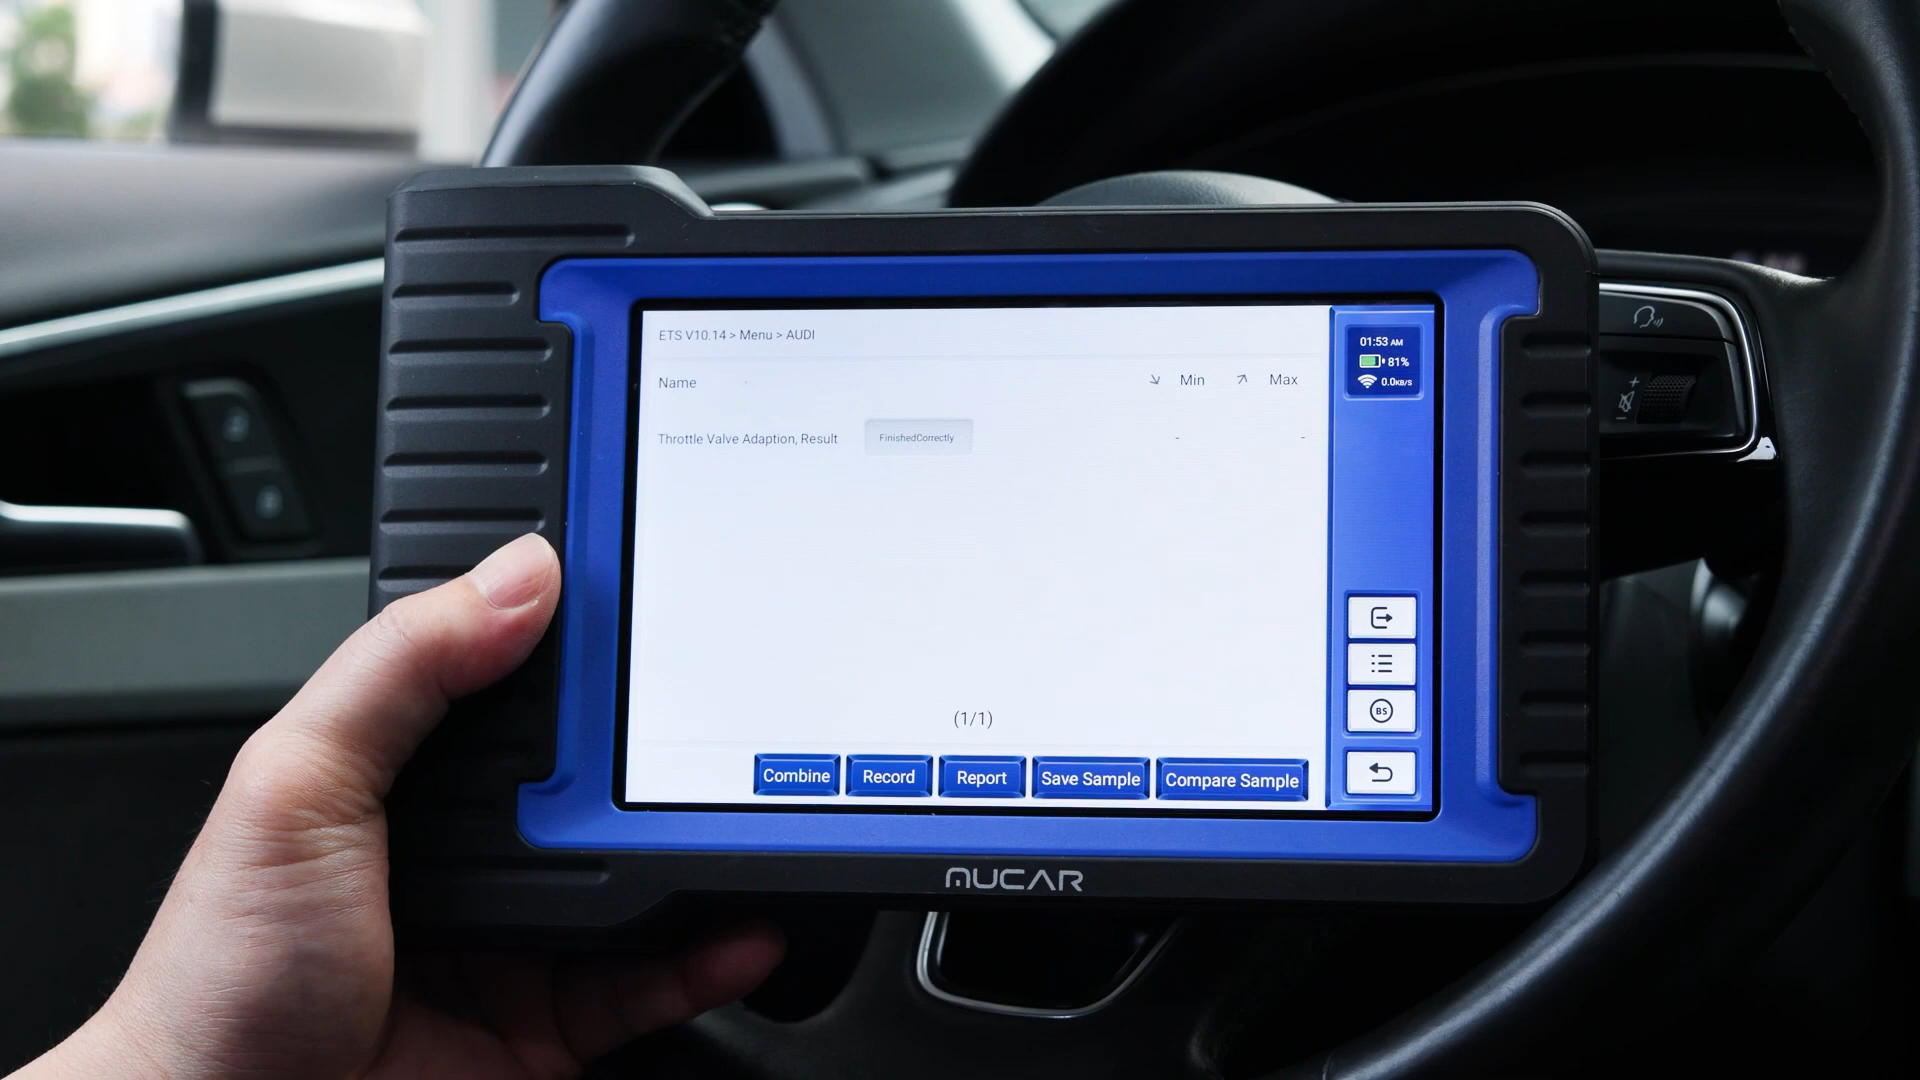 ETS V10.14 > Menu > AUDI
01:53 AM
81%
0.0KB/S
Name Min Max
Throttle Valve Adaption, Result FinishedCorrectly - -
BS
(1/1)
Combine Record Report Save Sample Compare Sample
MUCAR